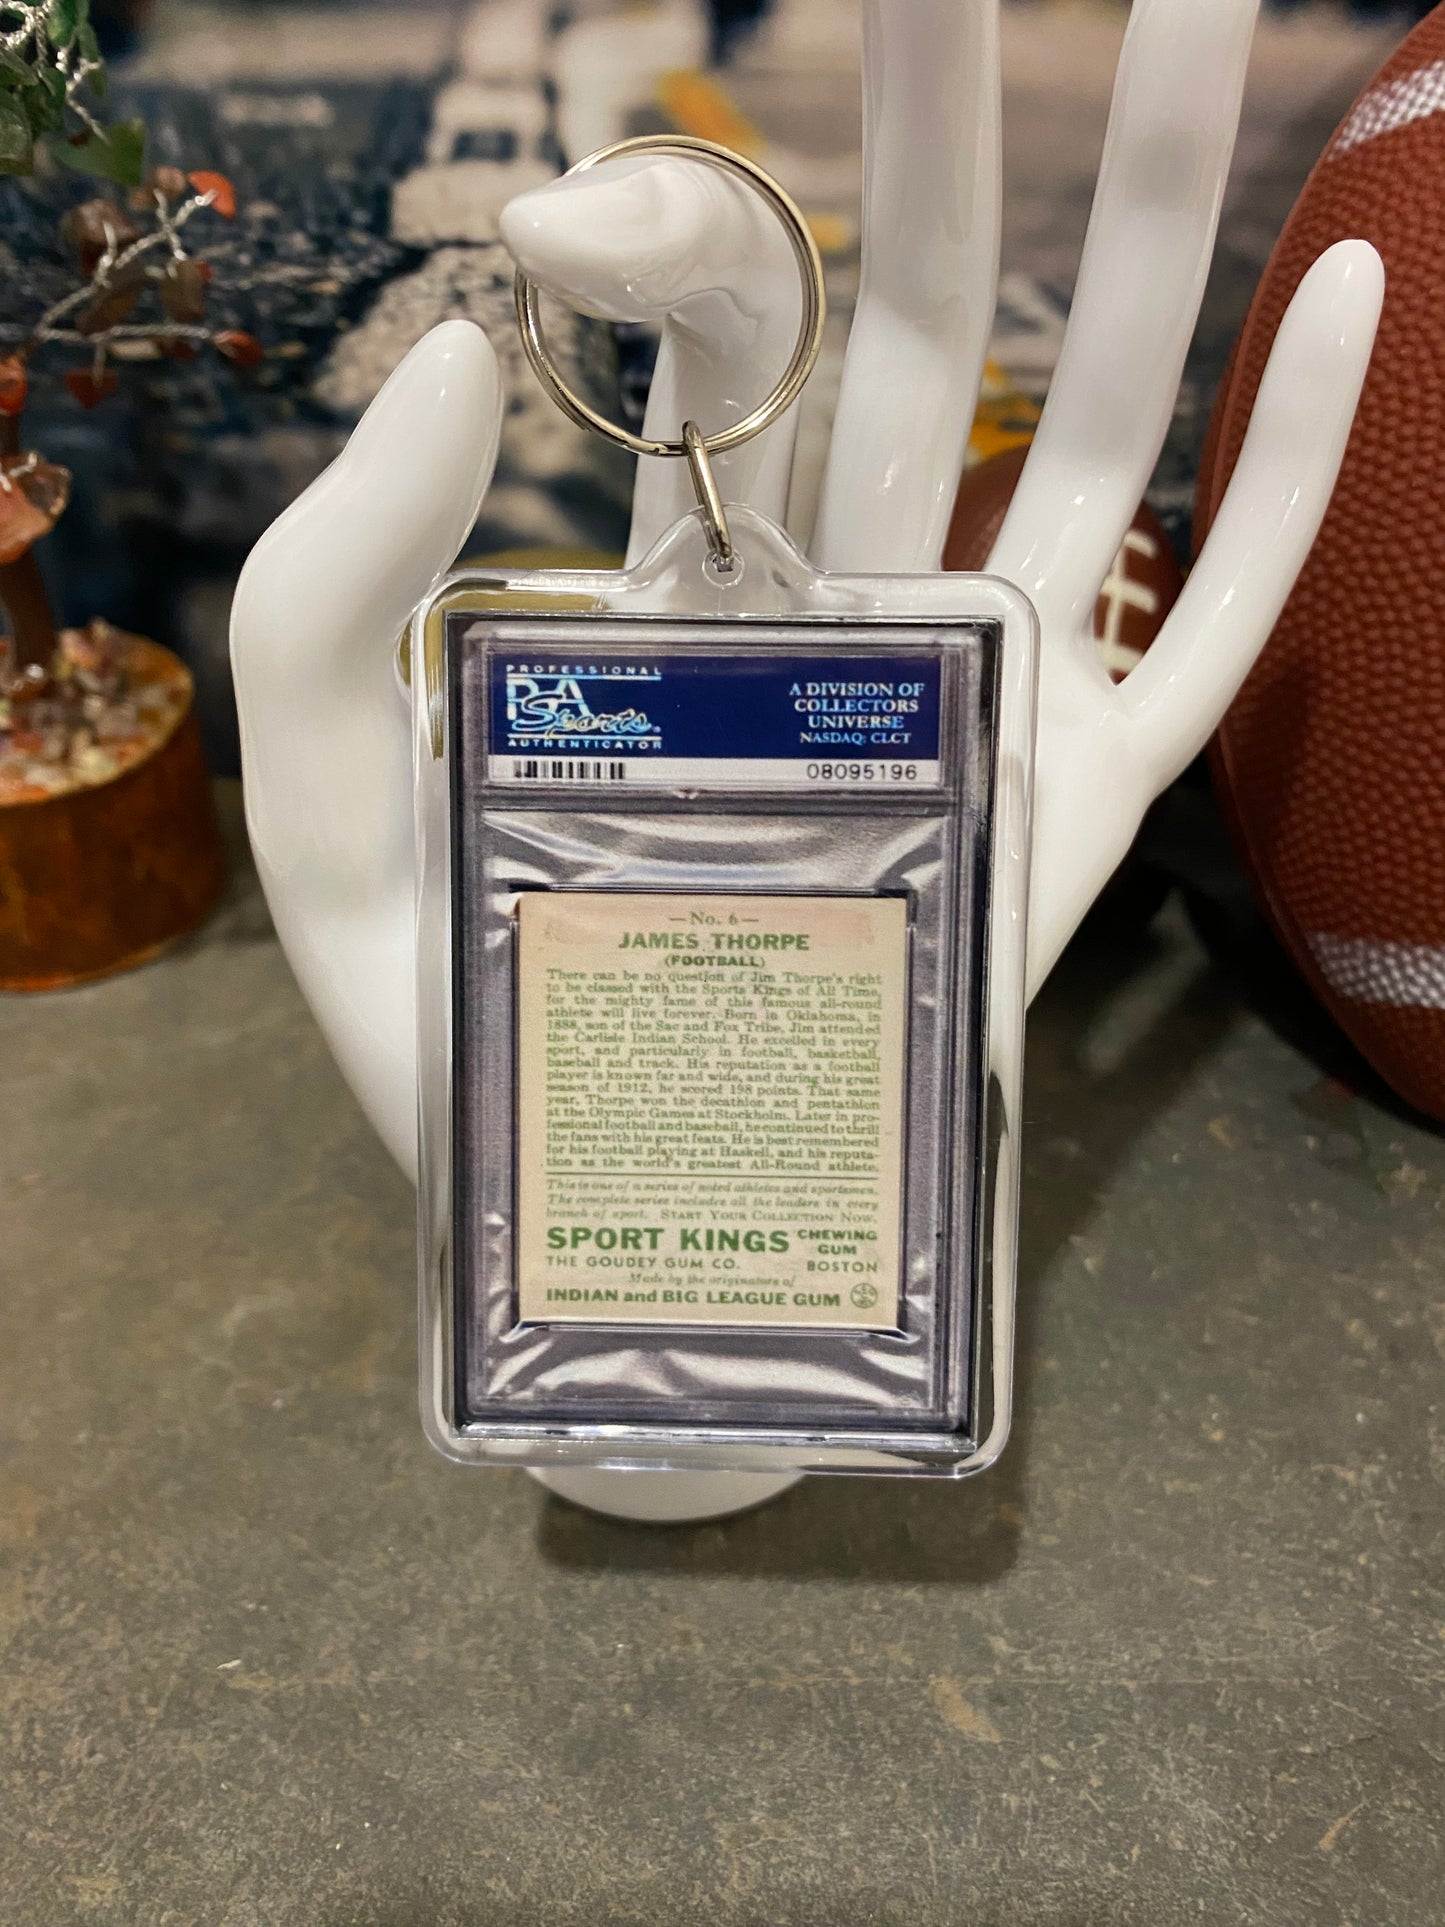 PROFESSIONAL
PSA
Sports
AUTHENTICATOR
A DIVISION OF
COLLECTORS
UNIVERSE
NASDAQ: CLCT
08095196
—No. 6—
JAMES THORPE
(FOOTBALL)
There can be no question of Jim Thorpe's right
to be classed with the Sports Kings of All Time,
for the mighty fame of this famous all-round
athlete will live forever. Born in Oklahoma, in
1888, son of the Sac and Fox Tribe, Jim attended
the Carlisle Indian School. He excelled in every
sport, and particularly in football, basketball,
baseball and track. His reputation as a football
player is known far and wide, and during his great
season of 1912, he scored 198 points. That same
year, Thorpe won the decathlon and pentathlon
at the Olympic Games at Stockholm. Later in pro-
fessional football and baseball, he continued to thrill
the fans with his great feats. He is best remembered
for his football playing at Haskell, and his reputa-
tion as the world's greatest All-Round athlete.
This is one of a series of noted athletes and sportsmen.
The complete series includes all the leaders in every
branch of sport. START YOUR COLLECTION NOW.
SPORT KINGS CHEWING GUM
THE GOUDEY GUM CO. BOSTON
Made by the originators of
INDIAN and BIG LEAGUE GUM